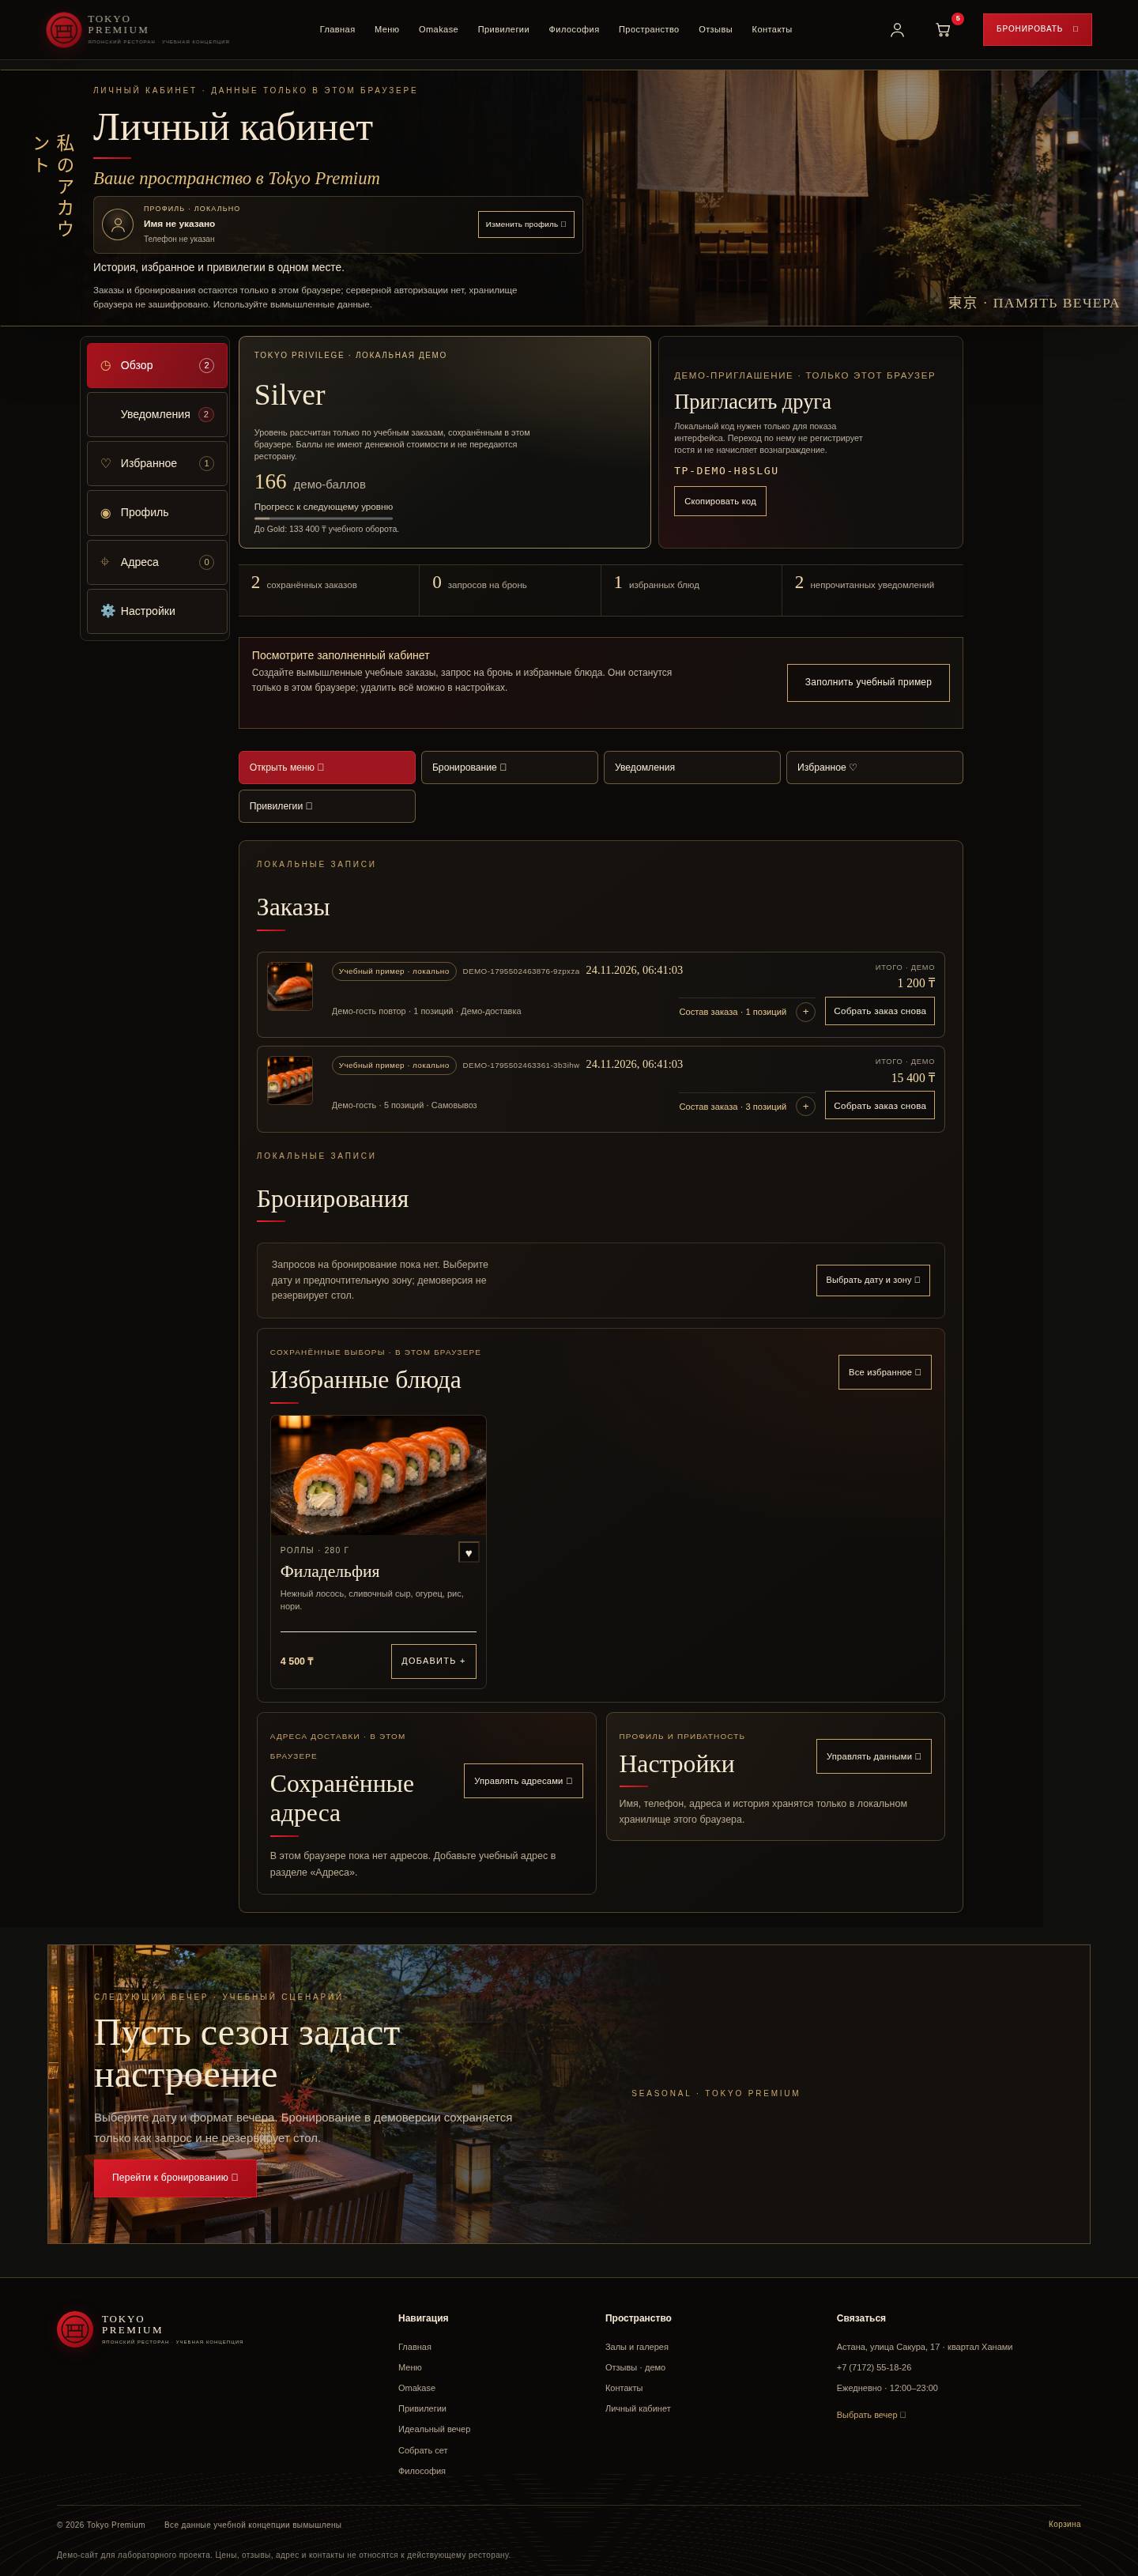 TOKYO
PREMIUM
ЯПОНСКИЙ РЕСТОРАН · УЧЕБНАЯ КОНЦЕПЦИЯ
Главная
Меню
Omakase
Привилегии
Философия
Пространство
Отзывы
Контакты
5
БРОНИРОВАТЬ
ЛИЧНЫЙ КАБИНЕТ · ДАННЫЕ ТОЛЬКО В ЭТОМ БРАУЗЕРЕ
私のアカウ
ント
Личный кабинет
Ваше пространство в Tokyo Premium
ПРОФИЛЬ · ЛОКАЛЬНО
Имя не указано
Телефон не указан
Изменить профиль
История, избранное и привилегии в одном месте.
Заказы и бронирования остаются только в этом браузере; серверной авторизации нет, хранилище
браузера не зашифровано. Используйте вымышленные данные.
東京 · ПАМЯТЬ ВЕЧЕРА
Обзор 2
Уведомления 2
Избранное 1
Профиль
Адреса 0
Настройки
TOKYO PRIVILEGE · ЛОКАЛЬНАЯ ДЕМО
Silver
Уровень рассчитан только по учебным заказам, сохранённым в этом
браузере. Баллы не имеют денежной стоимости и не передаются
ресторану.
166 демо-баллов
Прогресс к следующему уровню
До Gold: 133 400 ₸ учебного оборота.
ДЕМО-ПРИГЛАШЕНИЕ · ТОЛЬКО ЭТОТ БРАУЗЕР
Пригласить друга
Локальный код нужен только для показа
интерфейса. Переход по нему не регистрирует
гостя и не начисляет вознаграждение.
TP-DEMO-H8SLGU
Скопировать код
2 сохранённых заказов
0 запросов на бронь
1 избранных блюд
2 непрочитанных уведомлений
Посмотрите заполненный кабинет
Создайте вымышленные учебные заказы, запрос на бронь и избранные блюда. Они останутся
только в этом браузере; удалить всё можно в настройках.
Заполнить учебный пример
Открыть меню
Бронирование
Уведомления
Избранное ♡
Привилегии
ЛОКАЛЬНЫЕ ЗАПИСИ
Заказы
Учебный пример · локально DEMO-1795502463876-9zpxza 24.11.2026, 06:41:03
ИТОГО · ДЕМО
1 200 ₸
Демо-гость повтор · 1 позиций · Демо-доставка
Состав заказа · 1 позиций +
Собрать заказ снова
Учебный пример · локально DEMO-1795502463361-3b3ihw 24.11.2026, 06:41:03
ИТОГО · ДЕМО
15 400 ₸
Демо-гость · 5 позиций · Самовывоз
Состав заказа · 3 позиций +
Собрать заказ снова
ЛОКАЛЬНЫЕ ЗАПИСИ
Бронирования
Запросов на бронирование пока нет. Выберите
дату и предпочтительную зону; демоверсия не
резервирует стол.
Выбрать дату и зону
СОХРАНЁННЫЕ ВЫБОРЫ · В ЭТОМ БРАУЗЕРЕ
Избранные блюда
Все избранное
РОЛЛЫ · 280 Г
♥
Филадельфия
Нежный лосось, сливочный сыр, огурец, рис,
нори.
4 500 ₸
ДОБАВИТЬ +
АДРЕСА ДОСТАВКИ · В ЭТОМ
БРАУЗЕРЕ
Сохранённые
адреса
Управлять адресами
В этом браузере пока нет адресов. Добавьте учебный адрес в
разделе «Адреса».
ПРОФИЛЬ И ПРИВАТНОСТЬ
Настройки
Управлять данными
Имя, телефон, адреса и история хранятся только в локальном
хранилище этого браузера.
СЛЕДУЮЩИЙ ВЕЧЕР · УЧЕБНЫЙ СЦЕНАРИЙ
Пусть сезон задаст
настроение
Выберите дату и формат вечера. Бронирование в демоверсии сохраняется
только как запрос и не резервирует стол.
Перейти к бронированию
SEASONAL · TOKYO PREMIUM
TOKYO
PREMIUM
ЯПОНСКИЙ РЕСТОРАН · УЧЕБНАЯ КОНЦЕПЦИЯ
Навигация
Главная
Меню
Omakase
Привилегии
Идеальный вечер
Собрать сет
Философия
Пространство
Залы и галерея
Отзывы · демо
Контакты
Личный кабинет
Связаться
Астана, улица Сакура, 17 · квартал Ханами
+7 (7172) 55-18-26
Ежедневно · 12:00–23:00
Выбрать вечер
© 2026 Tokyo Premium
Все данные учебной концепции вымышлены
Корзина
Демо-сайт для лабораторного проекта. Цены, отзывы, адрес и контакты не относятся к действующему ресторану.